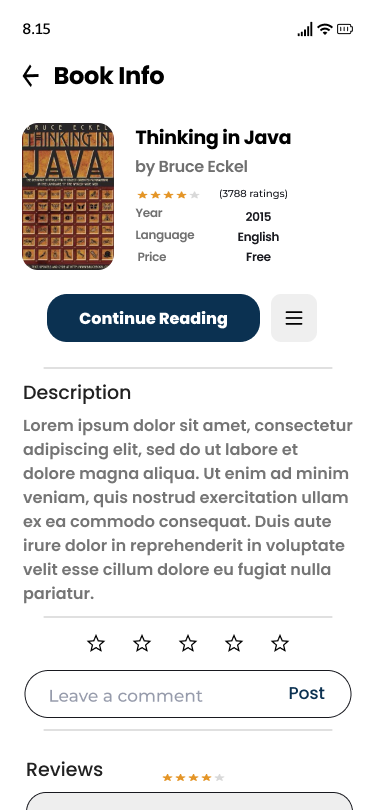 8.15
Book Info
BRUCE ECKEL
THINKING IN
JAVA
Thinking in Java
by Bruce Eckel
(3788 ratings)
Year 2015
Language English
Price Free
Continue Reading
Description
Lorem ipsum dolor sit amet, consectetur
adipiscing elit, sed do ut labore et
dolore magna aliqua. Ut enim ad minim
veniam, quis nostrud exercitation ullam
ex ea commodo consequat. Duis aute
irure dolor in reprehenderit in voluptate
velit esse cillum dolore eu fugiat nulla
pariatur.
Leave a comment
Post
Reviews